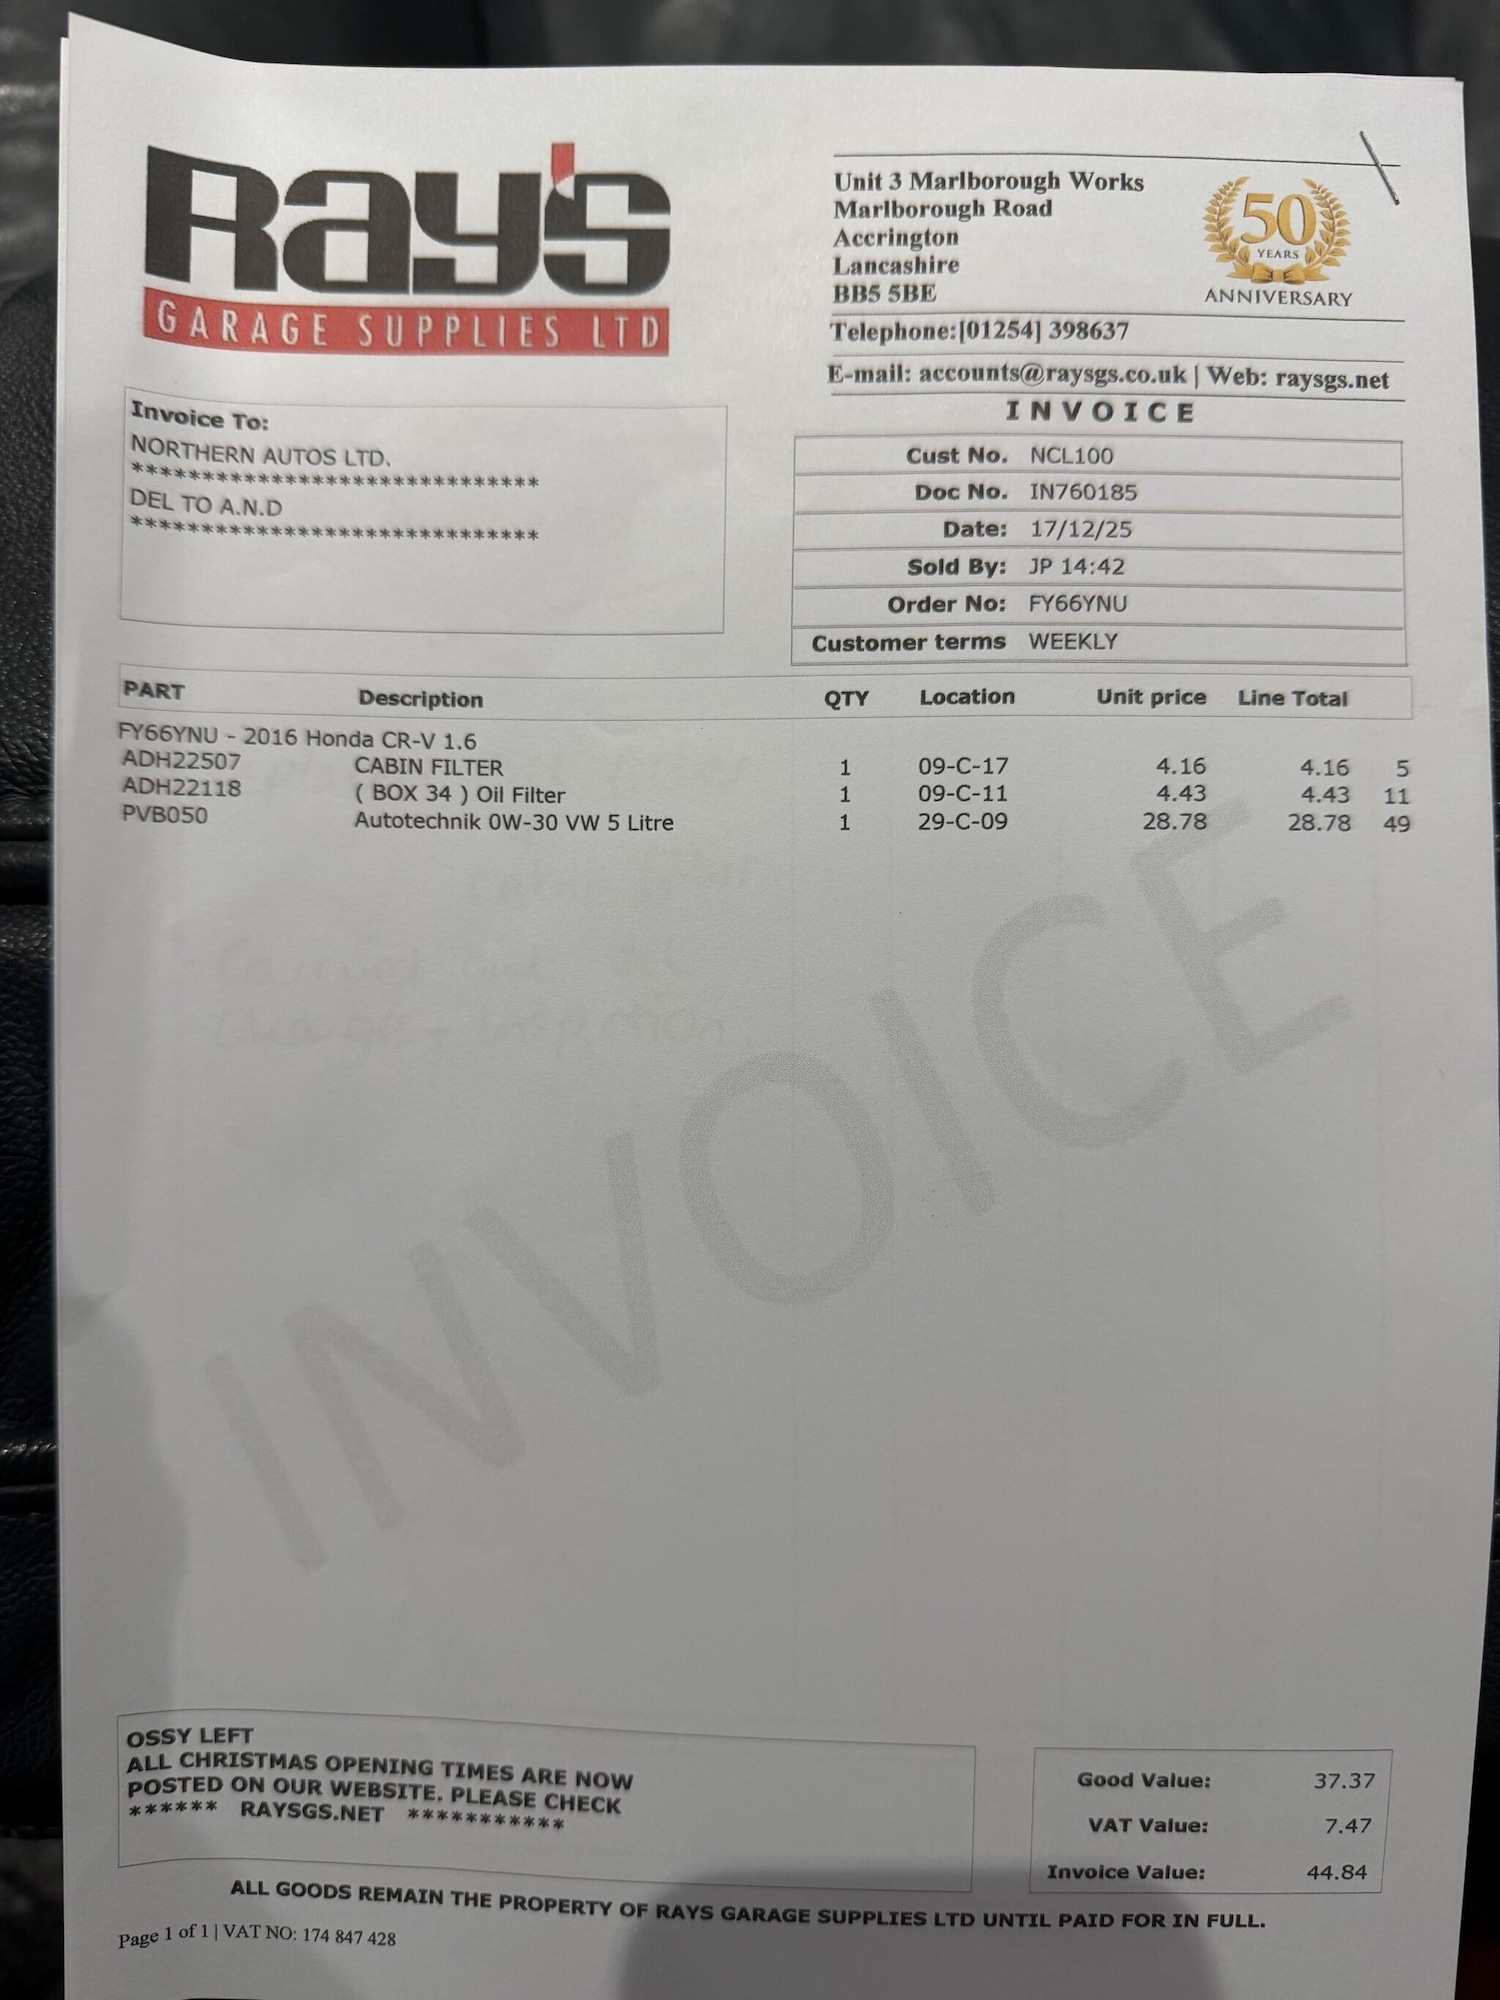 Ray's
GARAGE SUPPLIES LTD
Unit 3 Marlborough Works
Marlborough Road
Accrington
Lancashire
BB5 5BE
50
YEARS
ANNIVERSARY
Telephone:[01254] 398637
E-mail: accounts@raysgs.co.uk | Web: raysgs.net
INVOICE
Invoice To:
NORTHERN AUTOS LTD.
*****************************
DEL TO A.N.D
*****************************
Cust No. NCL100
Doc No. IN760185
Date: 17/12/25
Sold By: JP 14:42
Order No: FY66YNU
Customer terms WEEKLY
PART Description QTY Location Unit price Line Total
FY66YNU - 2016 Honda CR-V 1.6
ADH22507 CABIN FILTER 1 09-C-17 4.16 4.16 5
ADH22118 ( BOX 34 ) Oil Filter 1 09-C-11 4.43 4.43 11
PVB050 Autotechnik 0W-30 VW 5 Litre 1 29-C-09 28.78 28.78 49
Change + inspection
INVOICE
OSSY LEFT
ALL CHRISTMAS OPENING TIMES ARE NOW
POSTED ON OUR WEBSITE. PLEASE CHECK
****** RAYSGS.NET ***********
Good Value: 37.37
VAT Value: 7.47
Invoice Value: 44.84
ALL GOODS REMAIN THE PROPERTY OF RAYS GARAGE SUPPLIES LTD UNTIL PAID FOR IN FULL.
Page 1 of 1 | VAT NO: 174 847 428